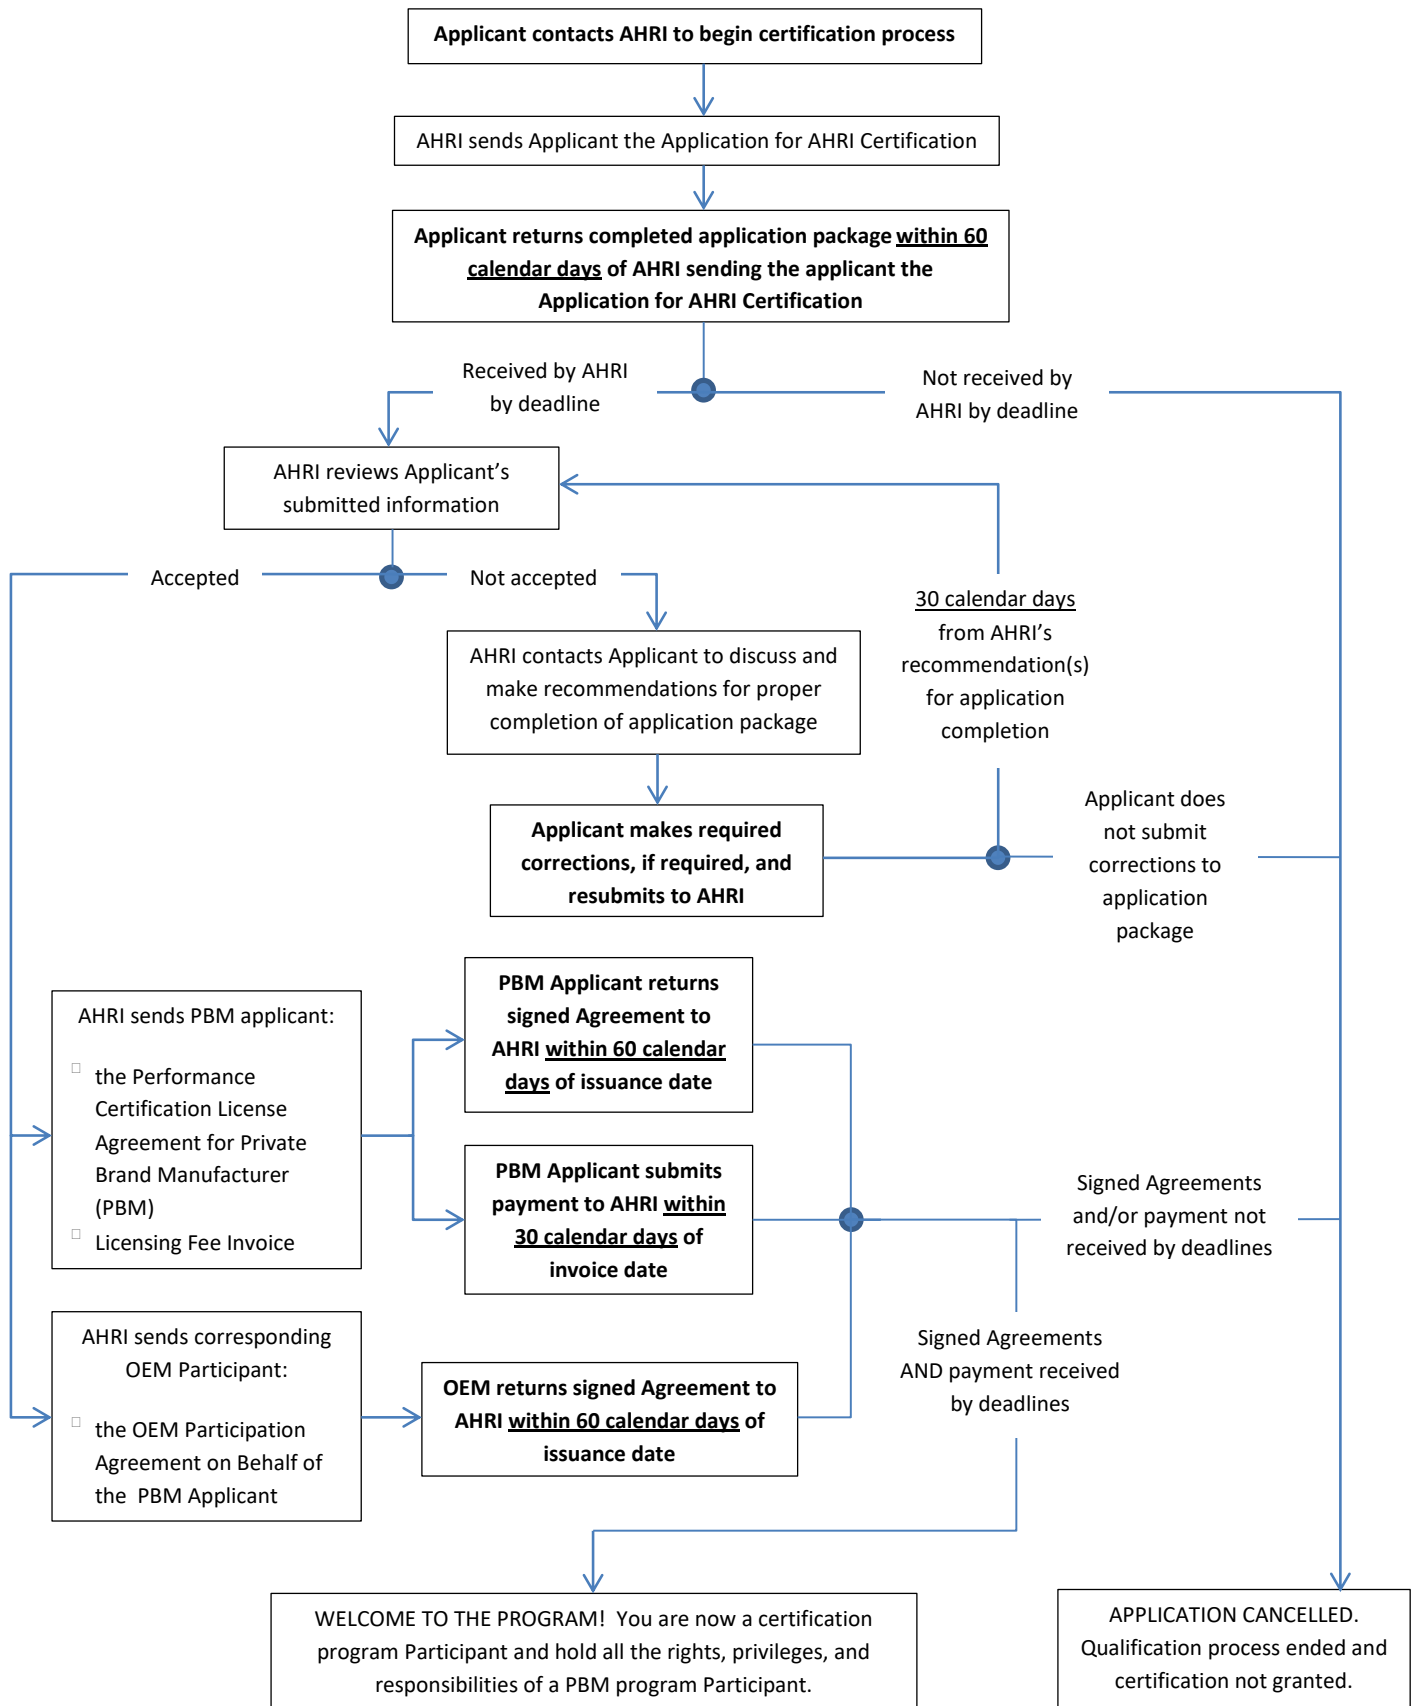 Applicant contacts AHRI to begin certification process
AHRI sends Applicant the Application for AHRI Certification
Applicant returns completed application package within 60
calendar days of AHRI sending the applicant the
Application for AHRI Certification
Received by AHRI
by deadline
Not received by
AHRI by deadline
AHRI reviews Applicant’s
submitted information
Accepted
Not accepted
30 calendar days
from AHRI’s
recommendation(s)
for application
completion
AHRI contacts Applicant to discuss and
make recommendations for proper
completion of application package
Applicant makes required
corrections, if required, and
resubmits to AHRI
Applicant does
not submit
corrections to
application
package
PBM Applicant returns
signed Agreement to
AHRI within 60 calendar
days of issuance date
AHRI sends PBM applicant:
the Performance
Certification License
Agreement for Private
Brand Manufacturer
(PBM)
Licensing Fee Invoice
PBM Applicant submits
payment to AHRI within
30 calendar days of
invoice date
Signed Agreements
and/or payment not
received by deadlines
AHRI sends corresponding
OEM Participant:
the OEM Participation
Agreement on Behalf of
the PBM Applicant
OEM returns signed Agreement to
AHRI within 60 calendar days of
issuance date
Signed Agreements
AND payment received
by deadlines
WELCOME TO THE PROGRAM! You are now a certification
program Participant and hold all the rights, privileges, and
responsibilities of a PBM program Participant.
APPLICATION CANCELLED.
Qualification process ended and
certification not granted.